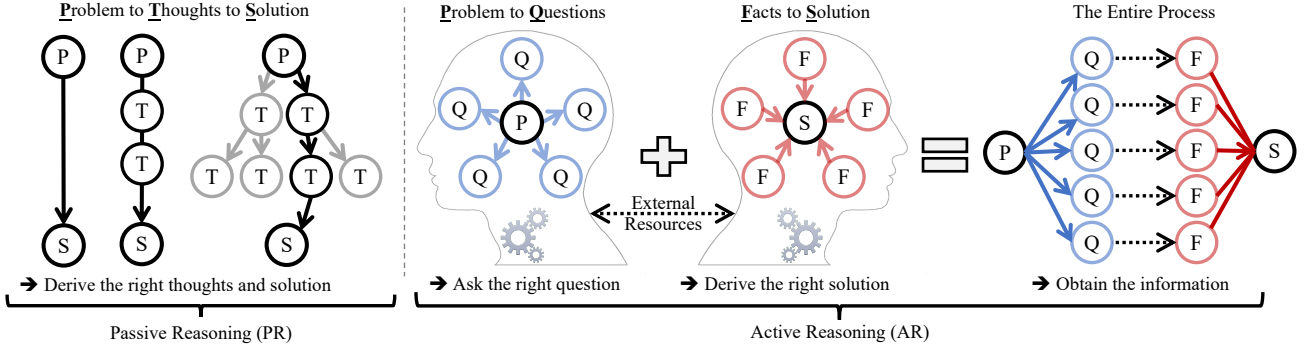 Problem to Thoughts to Solution
P
S
P
T
T
S
P
T
T
T
T
T
T
S
➔ Derive the right thoughts and solution
Passive Reasoning (PR)
Problem to Questions
Q
Q
Q
P
Q
Q
➔ Ask the right question
External
Resources
Facts to Solution
F
F
F
S
F
F
➔ Derive the right solution
The Entire Process
P
Q
F
Q
F
Q
F
Q
F
Q
F
S
➔ Obtain the information
Active Reasoning (AR)